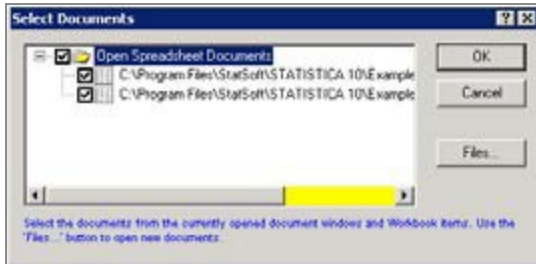 Select Documents
Open Spreadsheet Documents
C:\Program Files\StatSoft\STATISTICA 10\Example
C:\Program Files\StatSoft\STATISTICA 10\Example
OK
Cancel
Files...
Select the documents from the currently opened document windows and Workbook items. Use the
"Files..." button to open new documents.